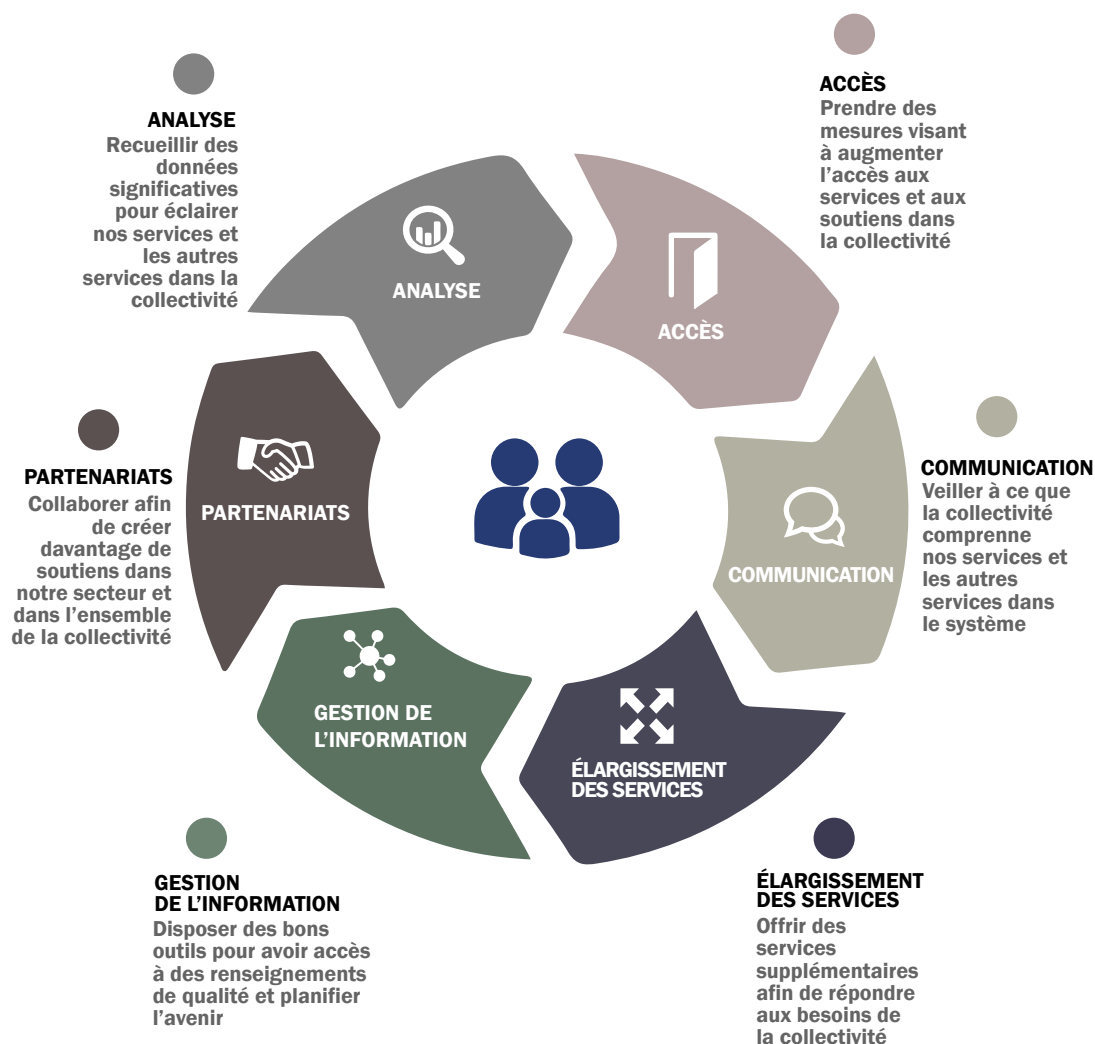 ANALYSE
Recueillir des
données
significatives
pour éclairer
nos services et
les autres
services dans la
collectivité
ACCÈS
Prendre des
mesures visant
à augmenter
l’accès aux
services et aux
soutiens dans
la collectivité
ANALYSE
ACCÈS
PARTENARIATS
Collaborer afin
de créer
davantage de
soutiens dans
notre secteur et
dans l’ensemble
de la collectivité
PARTENARIATS
COMMUNICATION
COMMUNICATION
Veiller à ce que
la collectivité
comprenne
nos services et
les autres
services dans
le système
GESTION DE
L’INFORMATION
ÉLARGISSEMENT
DES SERVICES
GESTION
DE L’INFORMATION
Disposer des bons
outils pour avoir accès
à des renseignements
de qualité et planifier
l’avenir
ÉLARGISSEMENT
DES SERVICES
Offrir des
services
supplémentaires
afin de répondre
aux besoins de
la collectivité